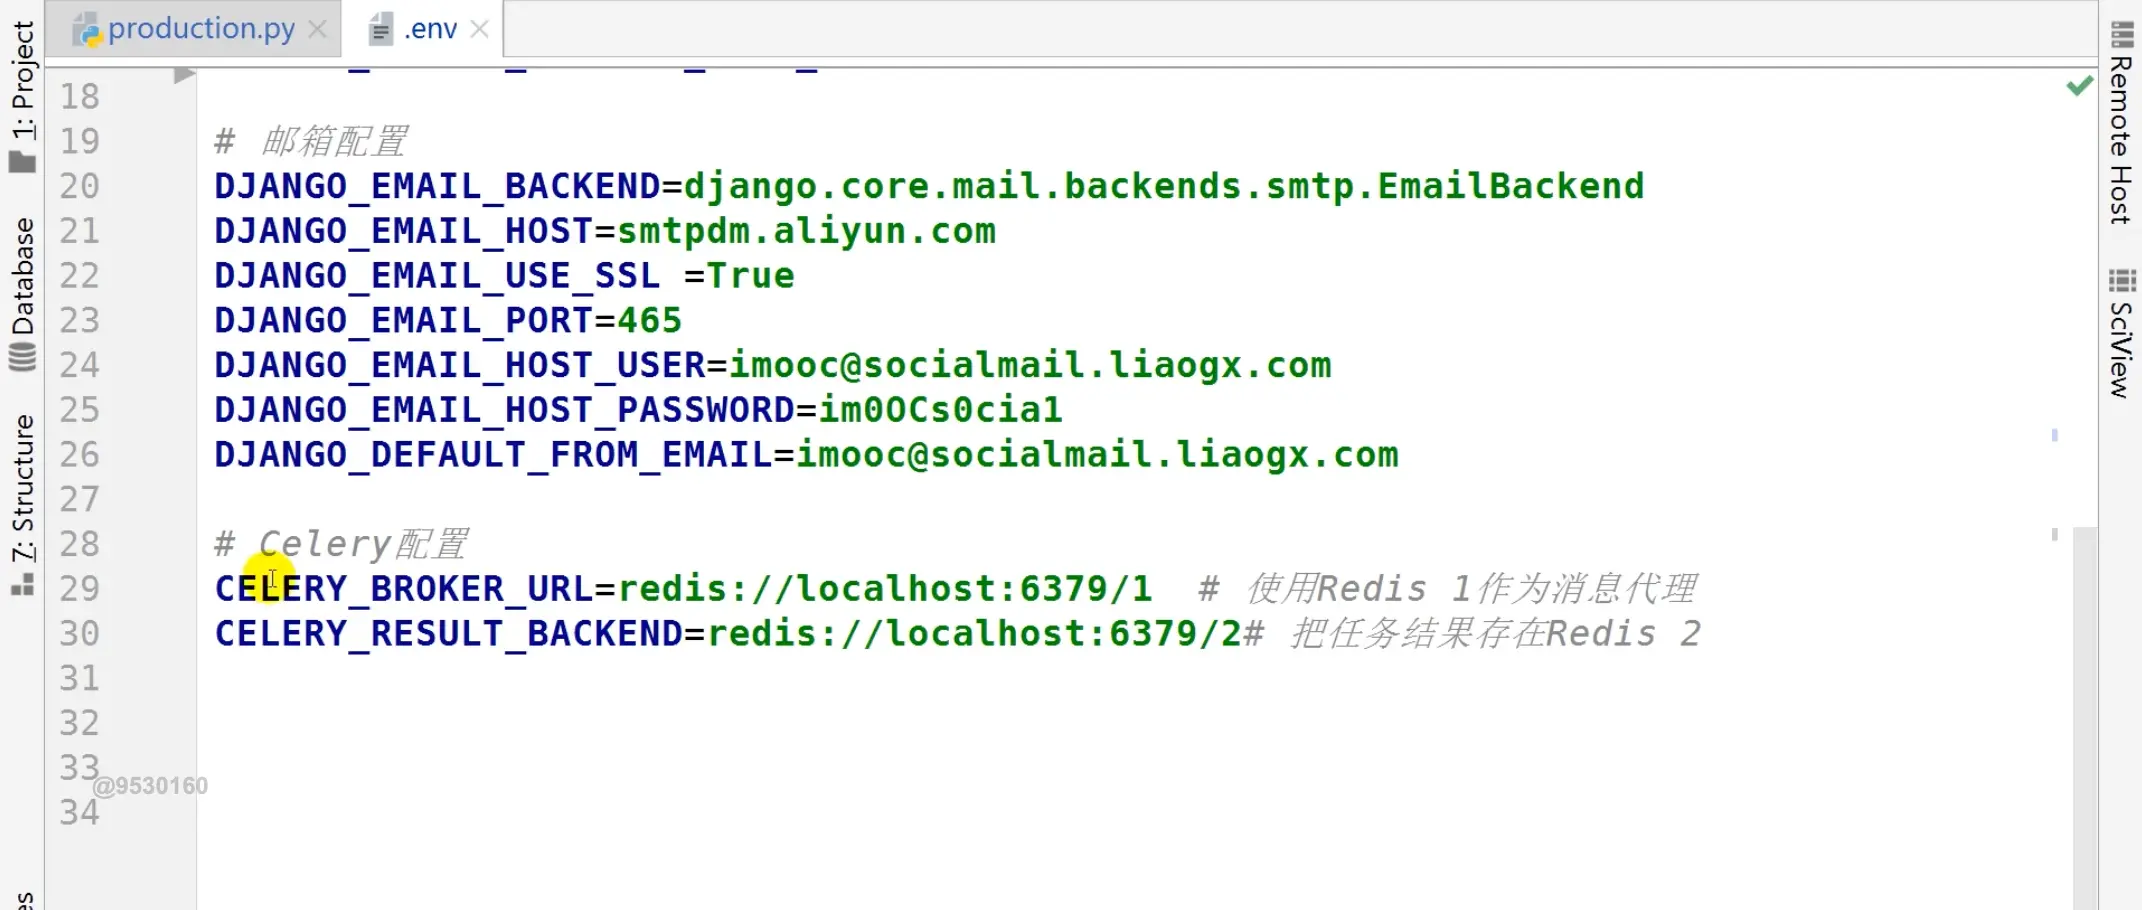 production.py
.env
1: Project
Database
7: Structure
Remote Host
SciView
18
19 # 邮箱配置
20 DJANGO_EMAIL_BACKEND=django.core.mail.backends.smtp.EmailBackend
21 DJANGO_EMAIL_HOST=smtpdm.aliyun.com
22 DJANGO_EMAIL_USE_SSL =True
23 DJANGO_EMAIL_PORT=465
24 DJANGO_EMAIL_HOST_USER=imooc@socialmail.liaogx.com
25 DJANGO_EMAIL_HOST_PASSWORD=im0OCs0cia1
26 DJANGO_DEFAULT_FROM_EMAIL=imooc@socialmail.liaogx.com
27
28 # Celery配置
29 CELERY_BROKER_URL=redis://localhost:6379/1 # 使用Redis 1作为消息代理
30 CELERY_RESULT_BACKEND=redis://localhost:6379/2# 把任务结果存在Redis 2
31
32
33
@9530160
34